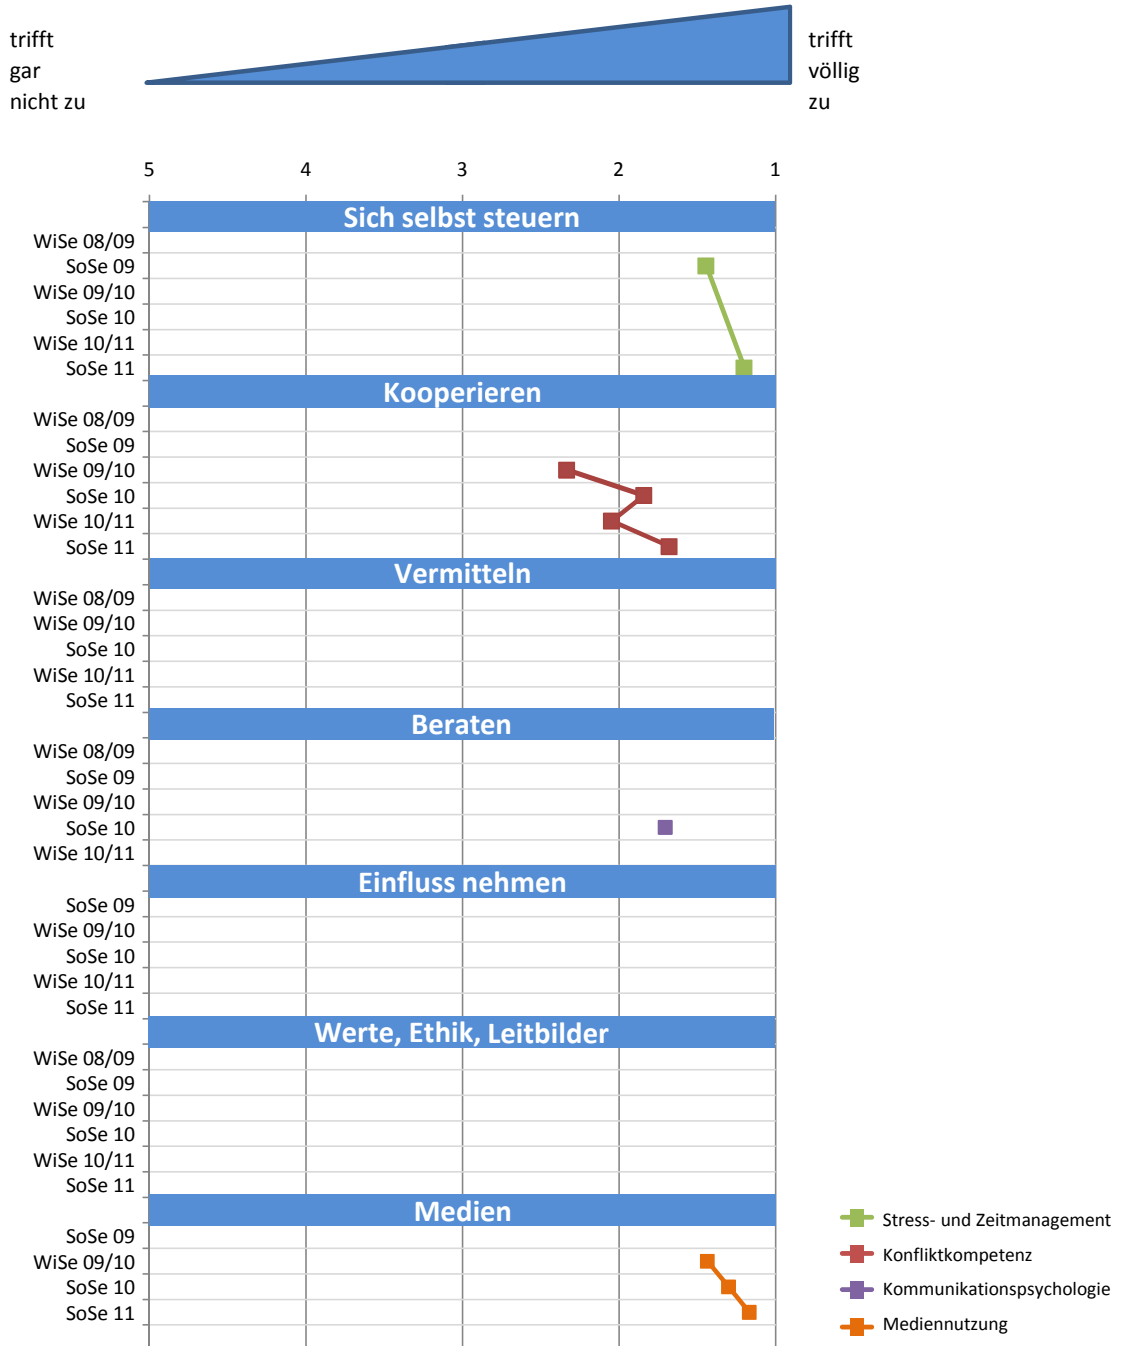 trifft
gar
nicht zu
trifft
völlig
zu
5 4 3 2 1
Sich selbst steuern
WiSe 08/09
SoSe 09
WiSe 09/10
SoSe 10
WiSe 10/11
SoSe 11
Kooperieren
WiSe 08/09
SoSe 09
WiSe 09/10
SoSe 10
WiSe 10/11
SoSe 11
Vermitteln
WiSe 08/09
WiSe 09/10
SoSe 10
WiSe 10/11
SoSe 11
Beraten
WiSe 08/09
SoSe 09
WiSe 09/10
SoSe 10
WiSe 10/11
Einfluss nehmen
SoSe 09
WiSe 09/10
SoSe 10
WiSe 10/11
SoSe 11
Werte, Ethik, Leitbilder
WiSe 08/09
SoSe 09
WiSe 09/10
SoSe 10
WiSe 10/11
SoSe 11
Medien
SoSe 09
WiSe 09/10
SoSe 10
SoSe 11
Stress- und Zeitmanagement
Konfliktkompetenz
Kommunikationspsychologie
Mediennutzung